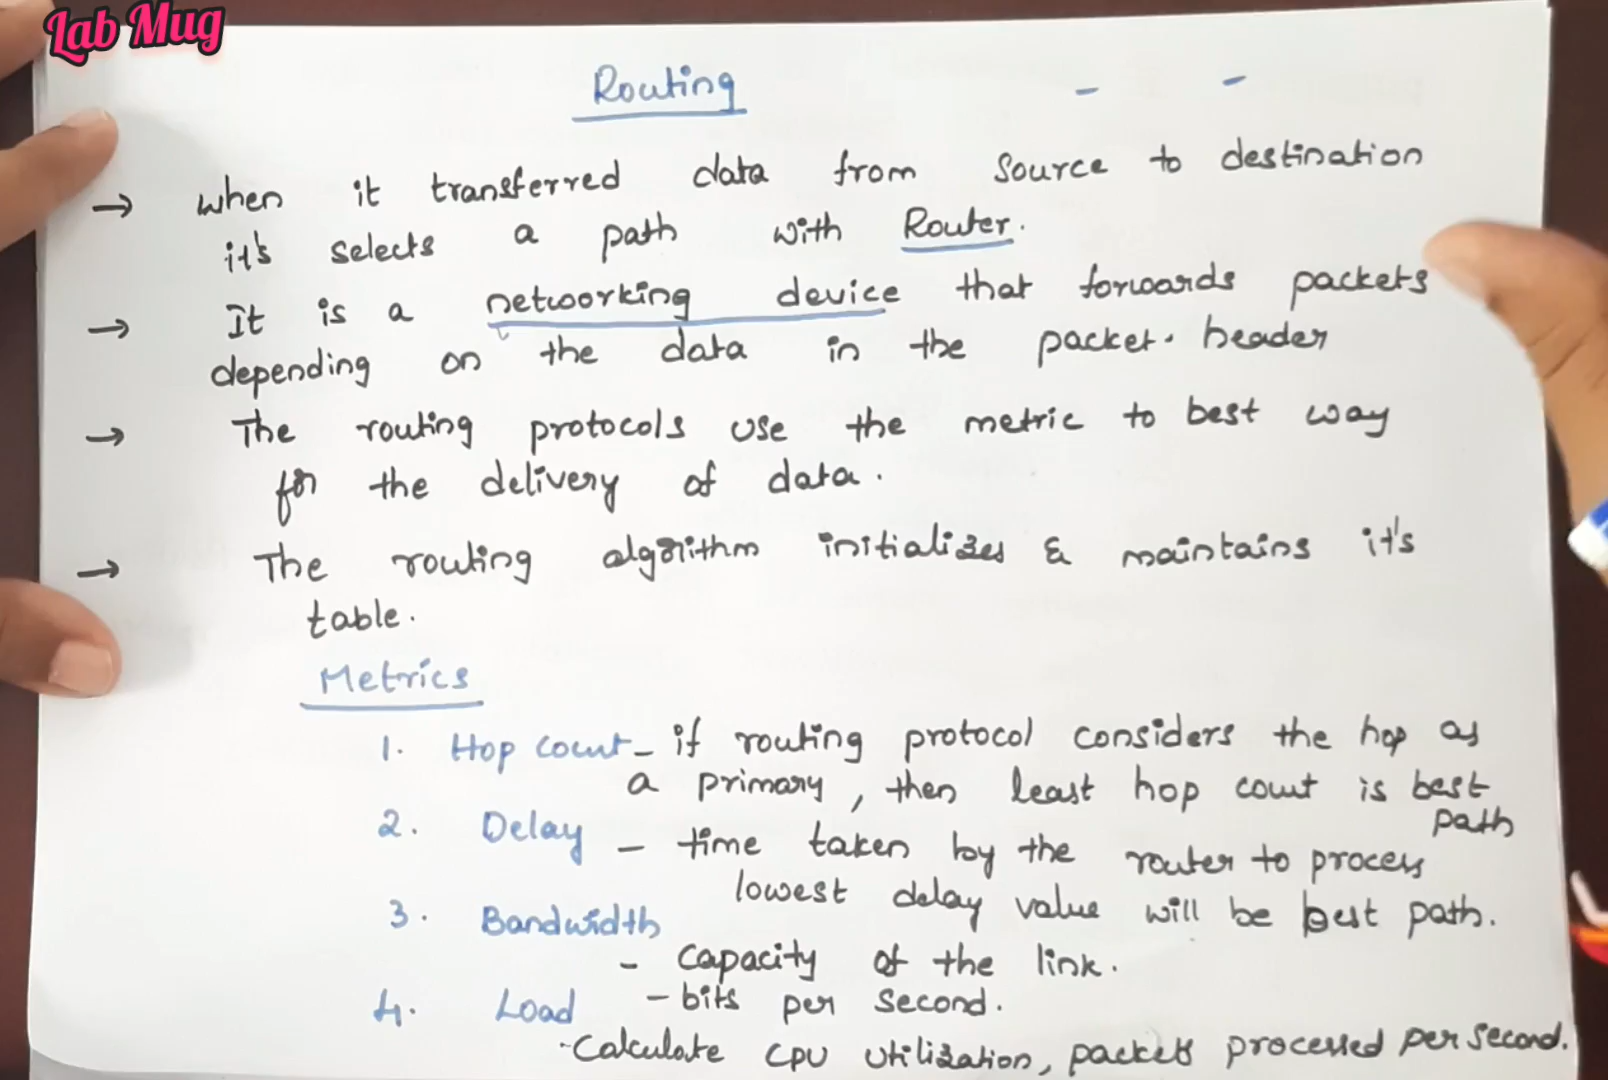 Lab Mug
Routing
→ when it transferred data from source to destination
it's selects a path with Router.
→ It is a networking device that forwards packets
depending on the data in the packet. header
→ The routing protocols use the metric to best way
for the delivery of data.
→ The routing algorithm initializes & maintains it's
table.
Metrics
1. Hop count – if routing protocol considers the hop as
a primary, then least hop count is best
path
2. Delay – time taken by the router to process
lowest delay value will be best path.
3. Bandwidth
– capacity of the link.
– bits per second.
4. Load
- Calculate CPU utilization, packets processed per second.